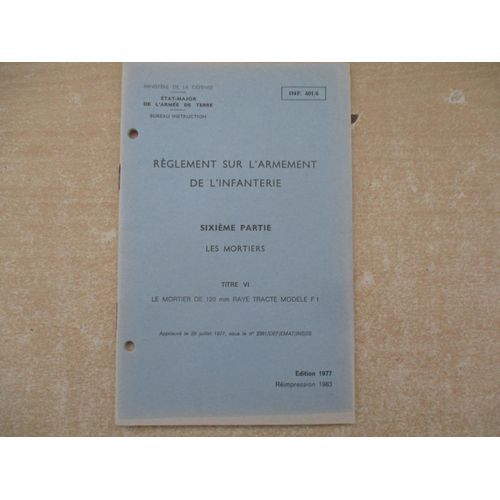 MINISTÈRE DE LA DÉFENSE
ÉTAT-MAJOR
DE L'ARMÉE DE TERRE
BUREAU INSTRUCTION
INF. 401/6
RÈGLEMENT SUR L'ARMEMENT
DE L'INFANTERIE
SIXIÈME PARTIE
LES MORTIERS
TITRE VI
LE MORTIER DE 120 mm RAYÉ TRACTÉ MODÈLE F 1
Approuvé le 29 juillet 1977, sous le n°
Edition 1977
Réimpression 1983